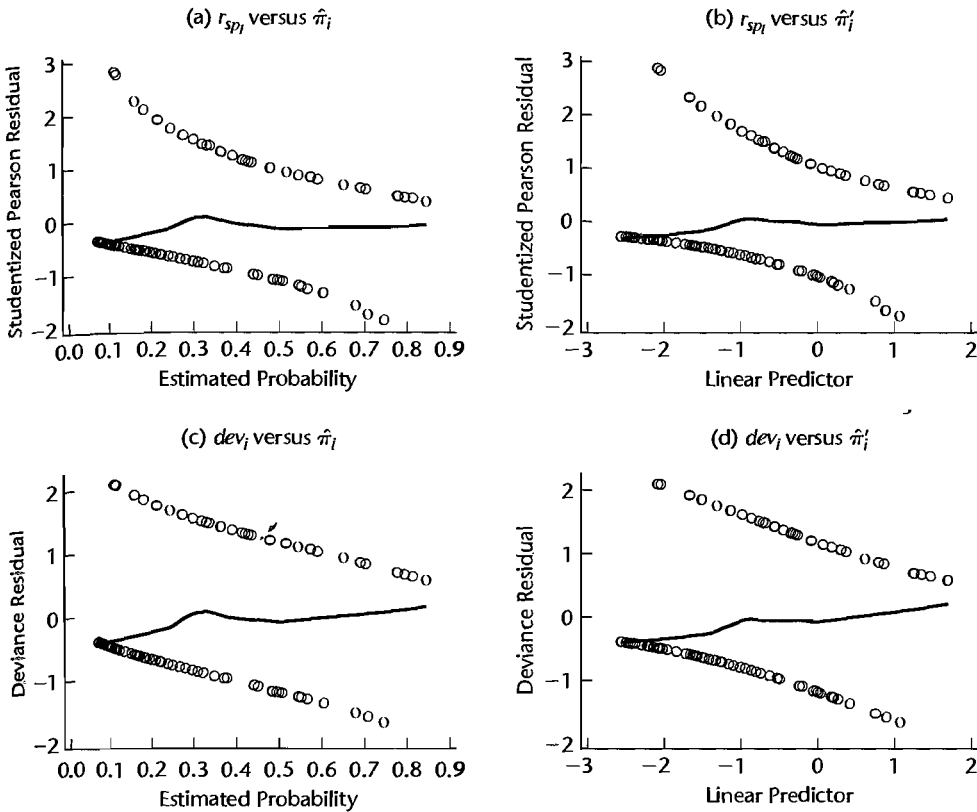 (a) r_sp_i versus π̂_i
(b) r_sp_i versus π̂′_i
Studentized Pearson Residual
3
2
1
0
−1
−2
0.0 0.1 0.2 0.3 0.4 0.5 0.6 0.7 0.8 0.9
Estimated Probability
Studentized Pearson Residual
3
2
1
0
−1
−2
−3 −2 −1 0 1 2
Linear Predictor
(c) dev_i versus π̂_i
(d) dev_i versus π̂′_i
Deviance Residual
2
1
0
−1
−2
0.0 0.1 0.2 0.3 0.4 0.5 0.6 0.7 0.8 0.9
Estimated Probability
Deviance Residual
2
1
0
−1
−2
−3 −2 −1 0 1 2
Linear Predictor